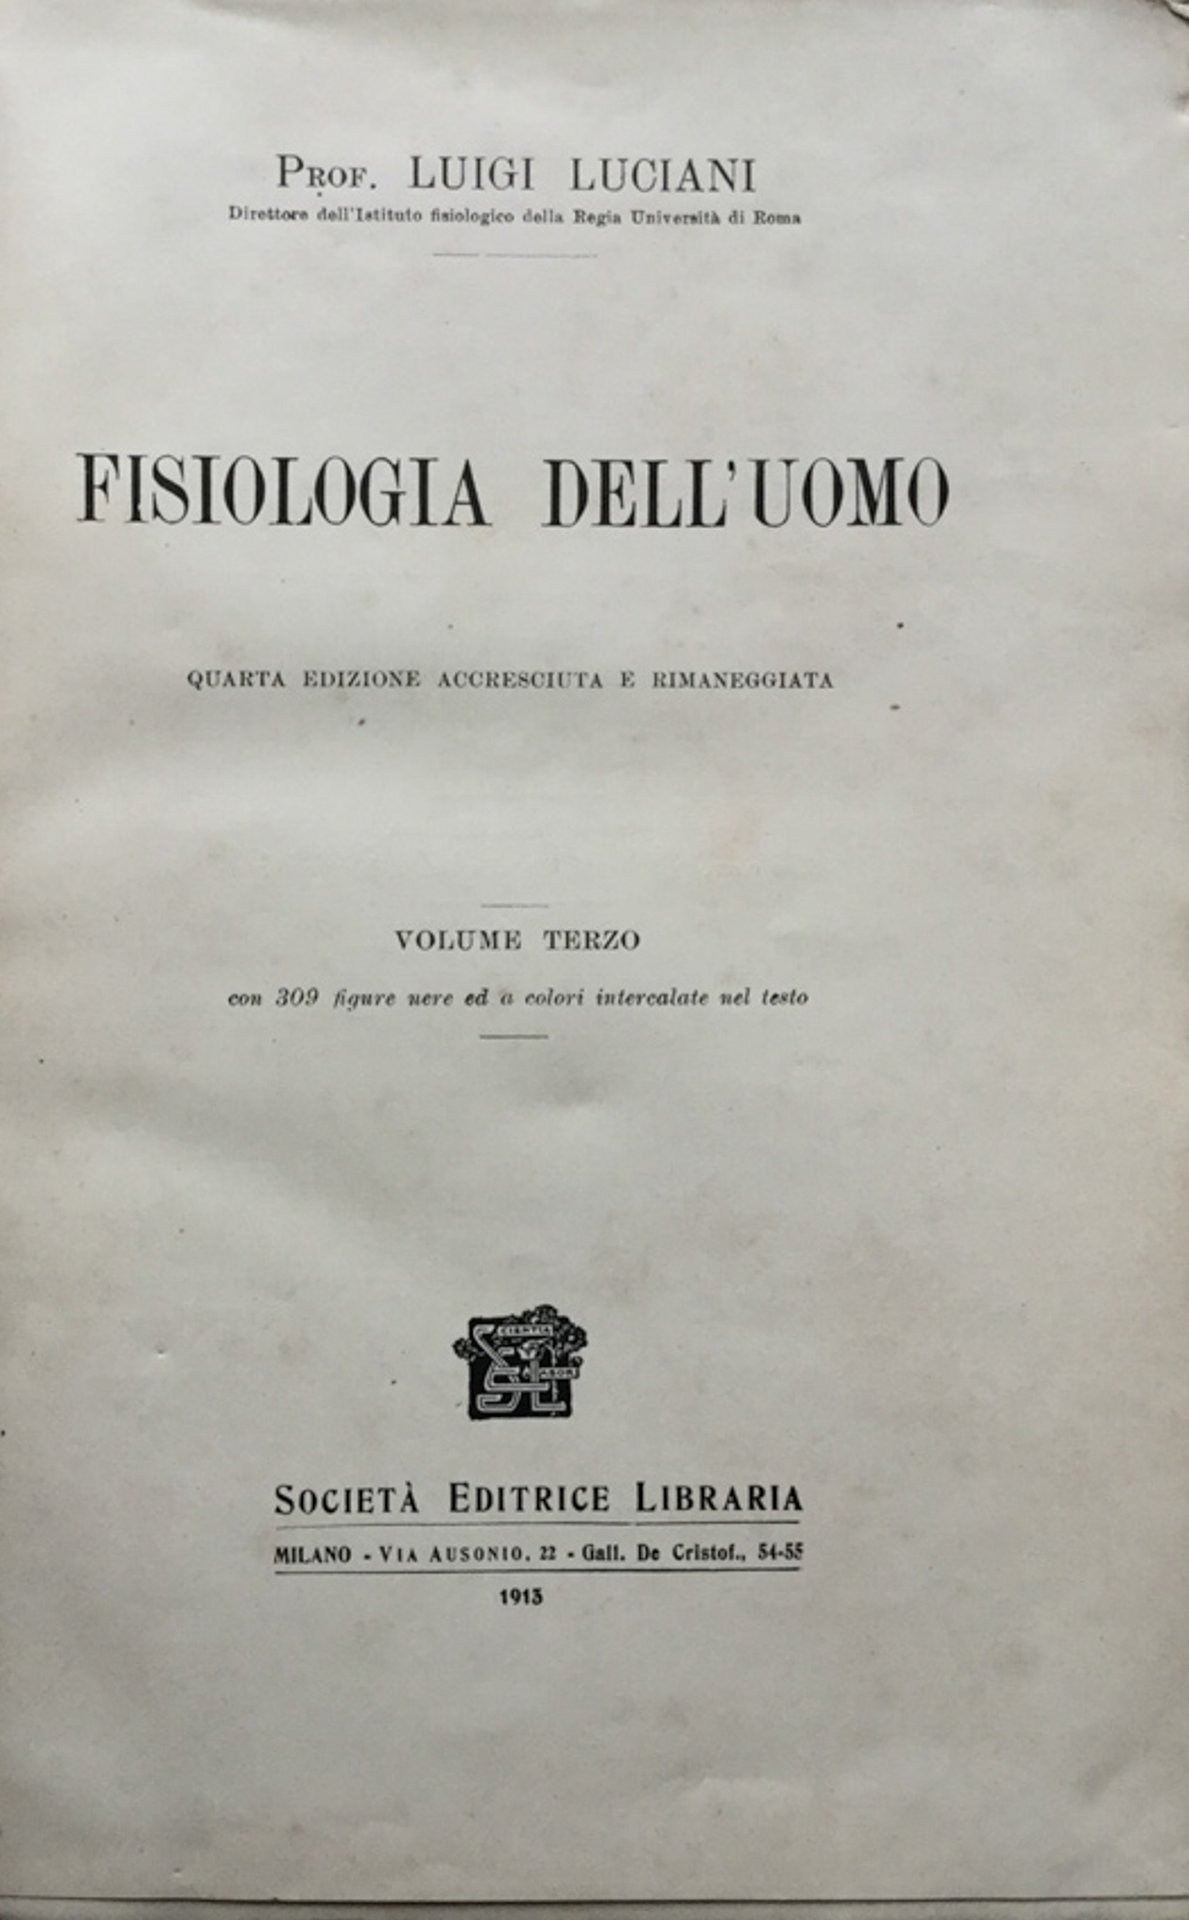 PROF. LUIGI LUCIANI
Direttore dell'Istituto fisiologico della Regia Università di Roma
FISIOLOGIA DELL'UOMO
QUARTA EDIZIONE ACCRESCIUTA E RIMANEGGIATA
VOLUME TERZO
con 309 figure nere ed a colori intercalate nel testo
SCIENTIA
SOCIETÀ EDITRICE LIBRARIA
MILANO - VIA AUSONIO, 22 - Gall. De Cristof., 54-55
1913